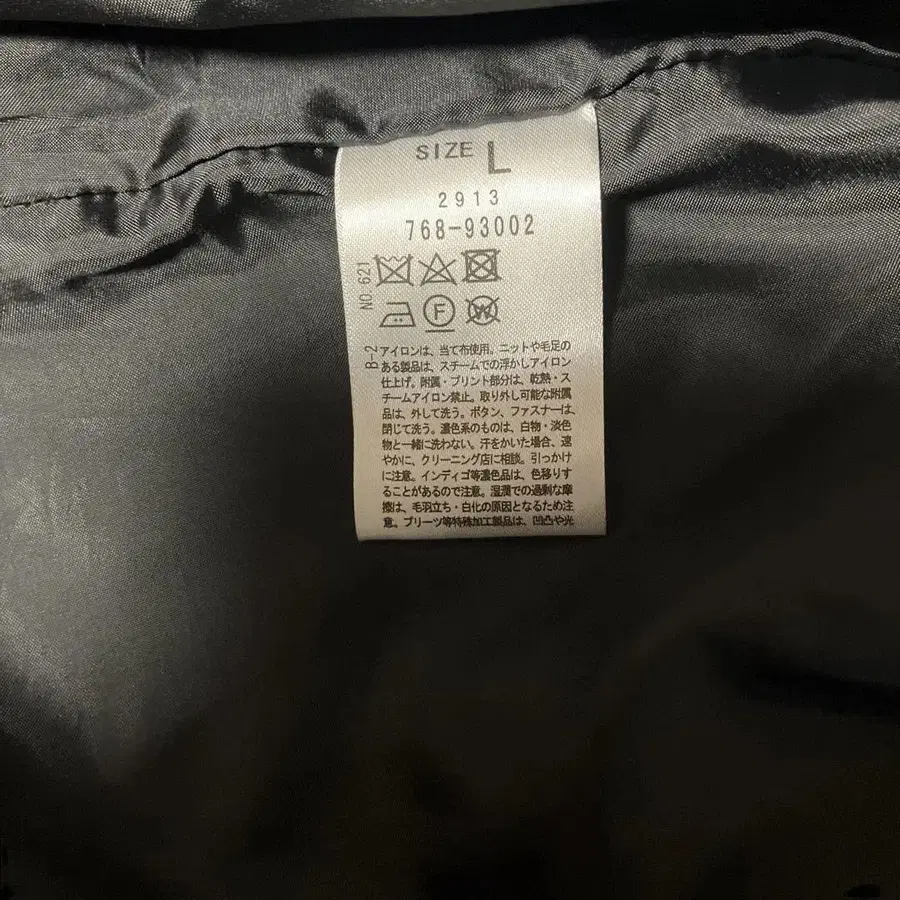 SIZE L
2913
768-93002
NO.621
F
W
B-2
アイロンは、当て布使用。ニットや毛足の
ある製品は、スチームでの浮かしアイロン
仕上げ。附属・プリント部分は、乾熱・ス
チームアイロン禁止。取り外し可能な附属
品は、外して洗う。ボタン、ファスナーは、
閉じて洗う。濃色系のものは、白物・淡色
物と一緒に洗わない。汗をかいた場合、速
やかに、クリーニング店に相談。引っかけ
に注意。インディゴ等濃色品は、色移りす
ることがあるので注意。湿潤での過剰な摩
擦は、毛羽立ち・白化の原因となるため注
意。プリーツ等特殊加工製品は、凹凸や光